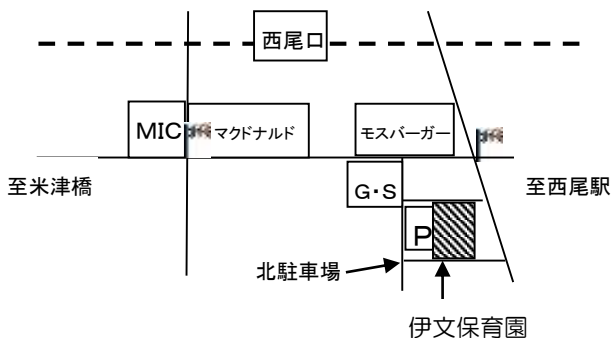 西尾口
MIC
マクドナルド
モスバーガー
至米津橋
G・S
至西尾駅
P
北駐車場
伊文保育園